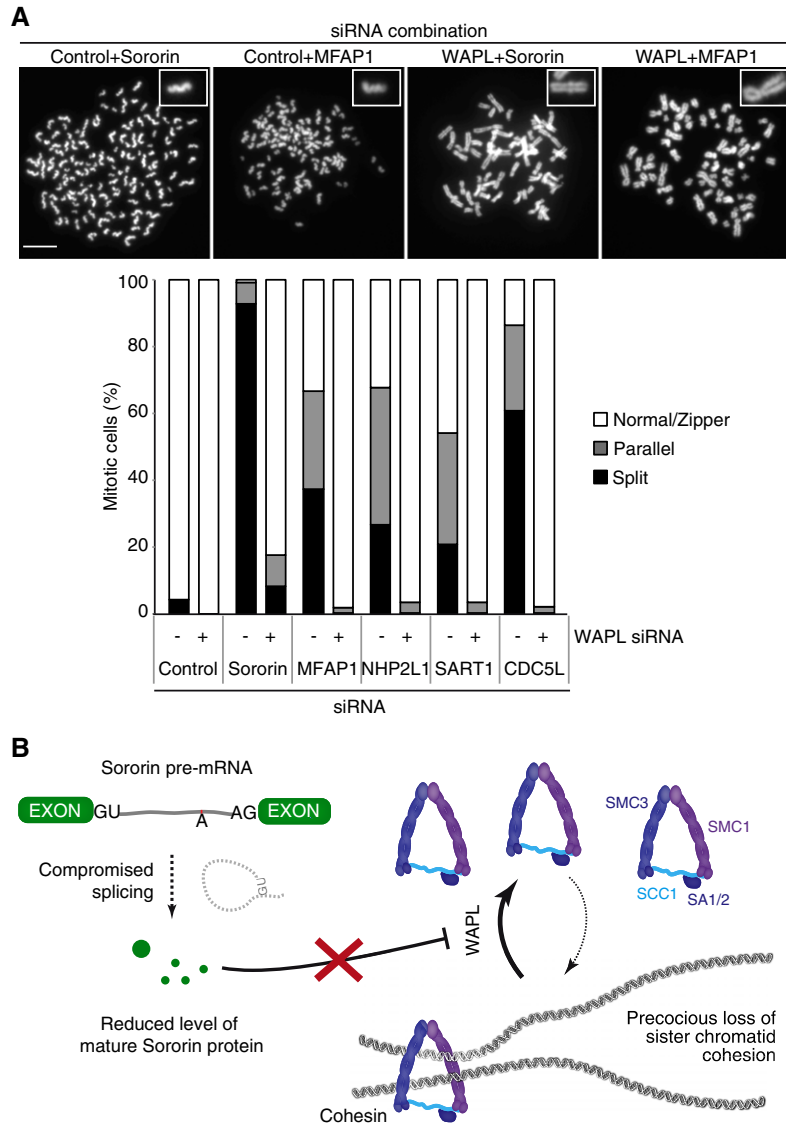 A
siRNA combination
Control+Sororin
Control+MFAP1
WAPL+Sororin
WAPL+MFAP1
100
80
60
40
20
0
Mitotic cells (%)
Normal/Zipper
Parallel
Split
- + - + - + - + - + - + WAPL siRNA
Control Sororin MFAP1 NHP2L1 SART1 CDC5L
siRNA
B
Sororin pre-mRNA
EXON GU A AG EXON
Compromised
splicing
GU
Reduced level of
mature Sororin protein
WAPL
SMC3
SMC1
SCC1
SA1/2
Precocious loss of
sister chromatid
cohesion
Cohesin